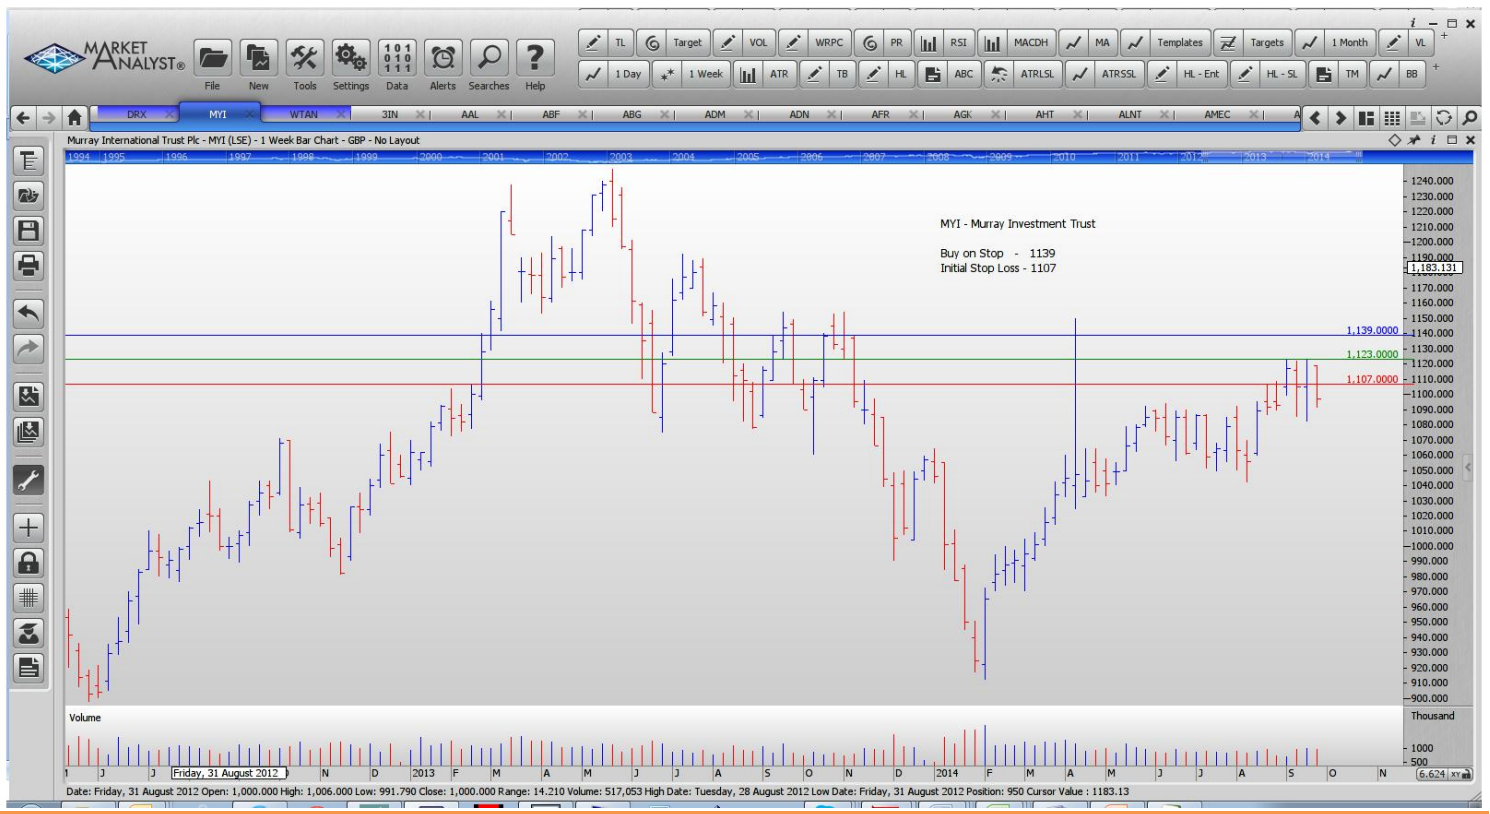 i
TL Target VOL WRPC PR RSI MACDH MA Templates Targets 1 Month VL +
MARKET
ANALYST®
101
010
111
?
1 Day 1 Week ATR TB HL ABC ATRLSL ATRSSL HL - Ent HL - SL TM BB +
File New Tools Settings Data Alerts Searches Help
DRX MYI WTAN 3IN AAL ABF ABG ADM ADN AFR AGK AHT ALNT AMEC A
Murray International Trust Plc - MYI (LSE) - 1 Week Bar Chart - GBP - No Layout
1994 1995 1996 1997 1998 1999 2000 2001 2002 2003 2004 2005 2006 2007 2008 2009 2010 2011 2012 2013 2014
1240.000
1230.000
1220.000
MYI - Murray Investment Trust
1210.000
1200.000
Buy on Stop - 1139
1190.000
Initial Stop Loss - 1107
1,183.131
1170.000
1160.000
1150.000
1,139.0000
1140.000
1130.000
1,123.0000
1120.000
1,107.0000
1110.000
1100.000
1090.000
1080.000
1070.000
1060.000
1050.000
1040.000
1030.000
1020.000
1010.000
1000.000
990.000
980.000
970.000
960.000
950.000
940.000
930.000
920.000
910.000
900.000
Volume
Thousand
1000
500
J J Friday, 31 August 2012 N D 2013 F M A M J J A S O N D 2014 F M A M J J A S O N 6.624 XY
Date: Friday, 31 August 2012 Open: 1,000.000 High: 1,006.000 Low: 991.790 Close: 1,000.000 Range: 14.210 Volume: 517,053 High Date: Tuesday, 28 August 2012 Low Date: Friday, 31 August 2012 Position: 950 Cursor Value : 1183.13